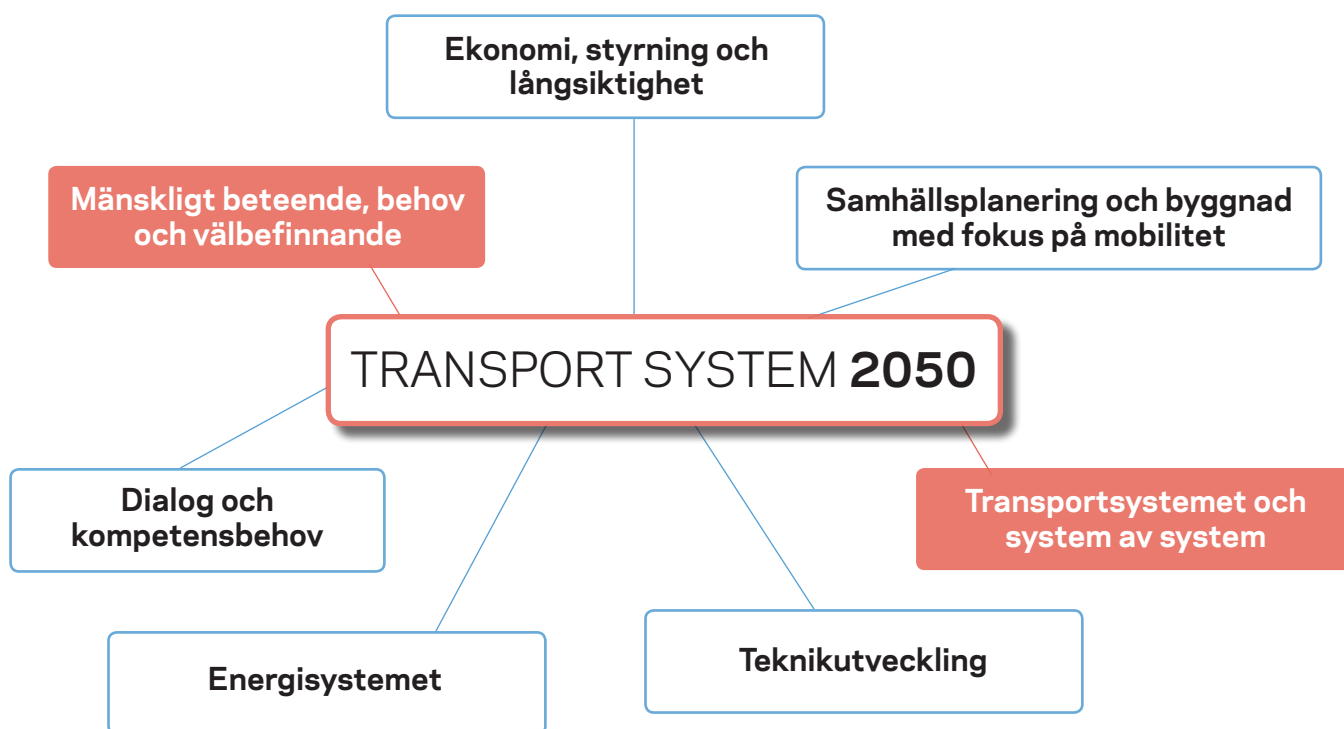 Ekonomi, styrning och
långsiktighet
Mänskligt beteende, behov
och välbefinnande
Samhällsplanering och byggnad
med fokus på mobilitet
TRANSPORT SYSTEM 2050
Dialog och
kompetensbehov
Transportsystemet och
system av system
Energisystemet
Teknikutveckling